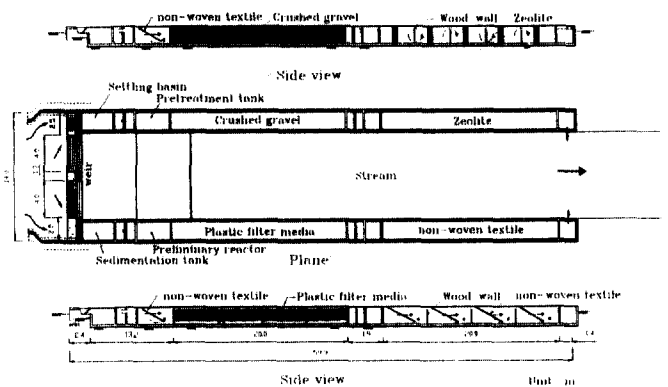 non-woven textile Crushed gravel Wood wall Zeolite
Side view
Settling basin
Pretreatment tank
Crushed gravel Zeolite
weir
Stream
Plastic filter media non-woven textile
Preliminary reactor
Sedimentation tank
Plane
non-woven textile Plastic filter media Wood wall non-woven textile
Side view